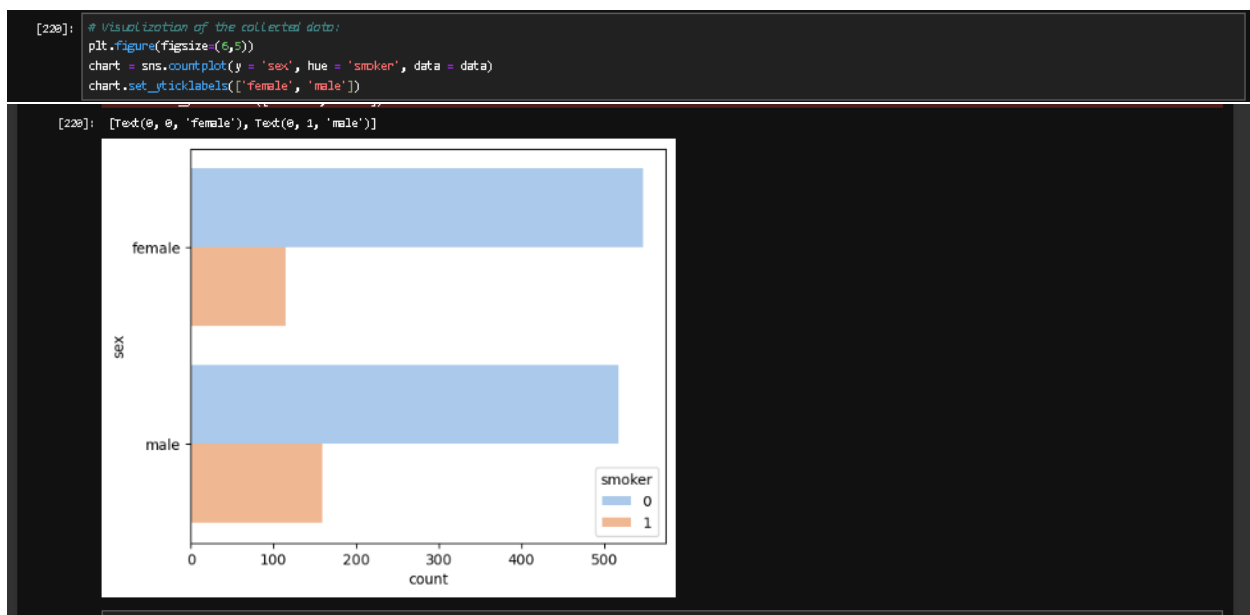 [220]: # Visualization of the collected data:
plt.figure(figsize=(6,5))
chart = sns.countplot(y = 'sex', hue = 'smoker', data = data)
chart.set_yticklabels(['female', 'male'])
[220]: [Text(0, 0, 'female'), Text(0, 1, 'male')]
female
sex
male
smoker
0
1
0 100 200 300 400 500
count